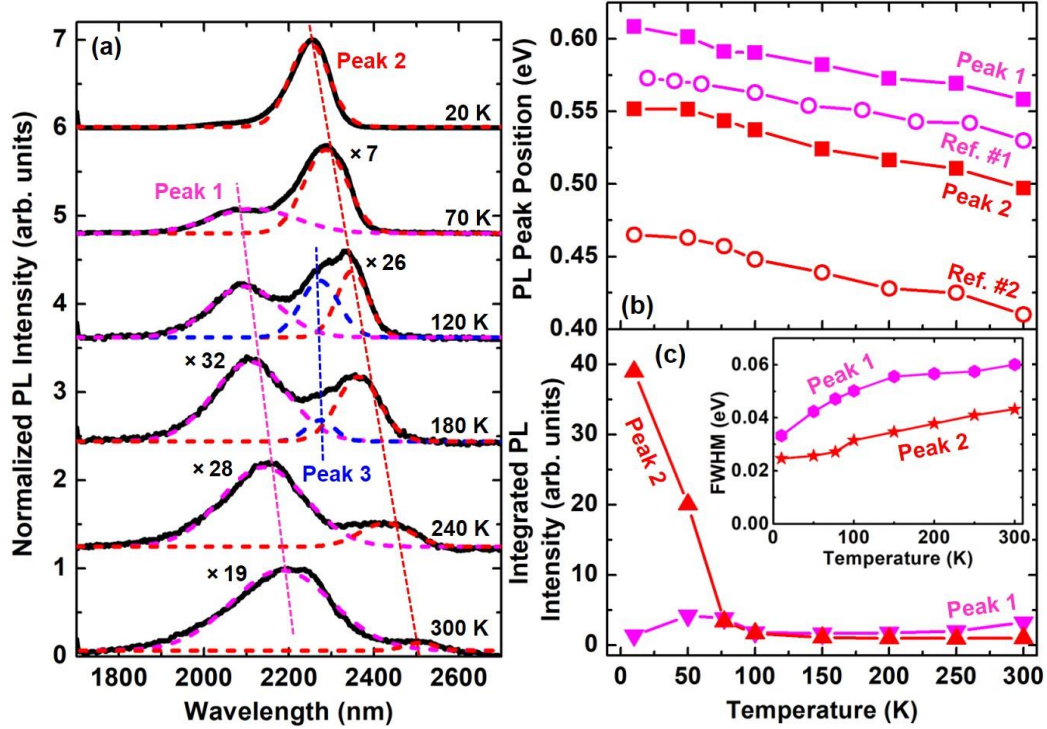 (a)
Normalized PL Intensity (arb. units)
7
6
5
4
3
2
1
0
Peak 2
20 K
× 7
Peak 1
70 K
× 26
120 K
× 32
180 K
Peak 3
× 28
240 K
× 19
300 K
1800 2000 2200 2400 2600
Wavelength (nm)
PL Peak Position (eV)
0.60
0.55
0.50
0.45
0.40
Peak 1
Ref. #1
Peak 2
Ref. #2
(b)
Integrated PL
Intensity (arb. units)
40
30
20
10
0
(c)
Peak 2
Peak 1
0 50 100 150 200 250 300
Temperature (K)
FWHM (eV)
0.06
0.04
0.02
0.00
Peak 1
Peak 2
0 50 100 150 200 250 300
Temperature (K)